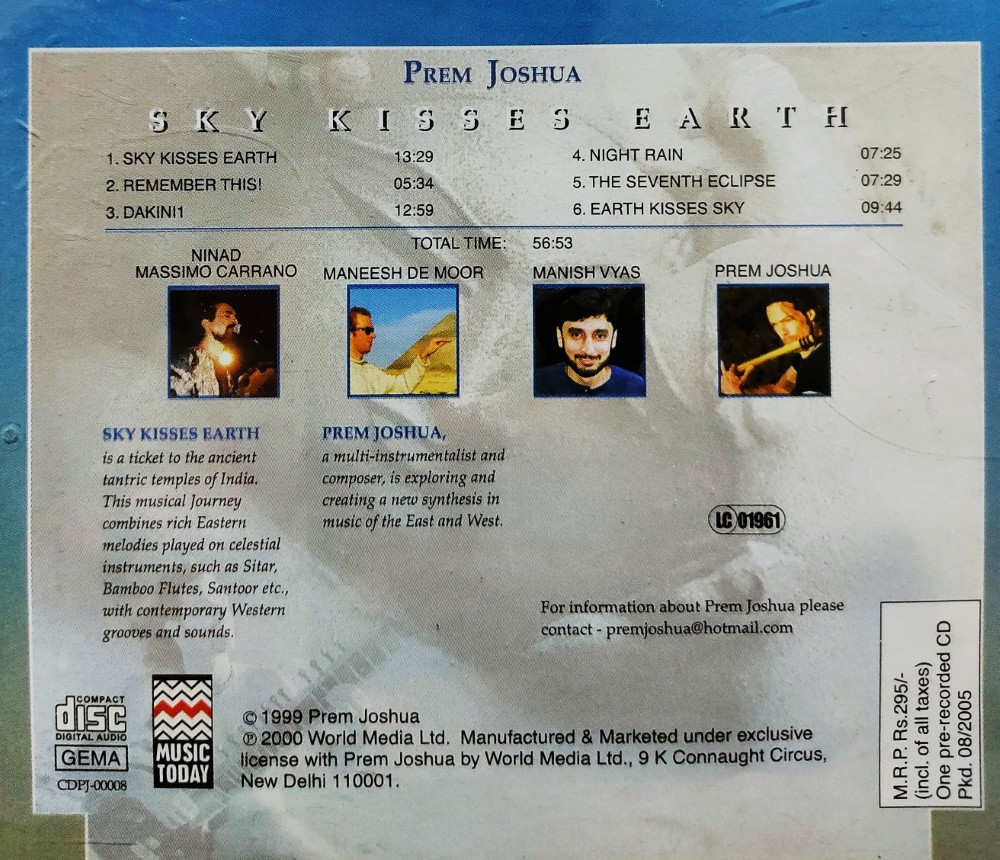 PREM JOSHUA
SKY KISSES EARTH
1. SKY KISSES EARTH 13:29
2. REMEMBER THIS! 05:34
3. DAKINI1 12:59
4. NIGHT RAIN 07:25
5. THE SEVENTH ECLIPSE 07:29
6. EARTH KISSES SKY 09:44
TOTAL TIME: 56:53
NINAD
MASSIMO CARRANO
MANEESH DE MOOR
MANISH VYAS
PREM JOSHUA
SKY KISSES EARTH
is a ticket to the ancient
tantric temples of India.
This musical Journey
combines rich Eastern
melodies played on celestial
instruments, such as Sitar,
Bamboo Flutes, Santoor etc.,
with contemporary Western
grooves and sounds.
PREM JOSHUA,
a multi-instrumentalist and
composer, is exploring and
creating a new synthesis in
music of the East and West.
LC 01961
For information about Prem Joshua please
contact - premjoshua@hotmail.com
COMPACT
disc
DIGITAL AUDIO
GEMA
CDPJ-00008
MUSIC
TODAY
© 1999 Prem Joshua
℗ 2000 World Media Ltd. Manufactured & Marketed under exclusive
license with Prem Joshua by World Media Ltd., 9 K Connaught Circus,
New Delhi 110001.
M.R.P. Rs.295/-
(incl. of all taxes)
One pre-recorded CD
Pkd. 08/2005